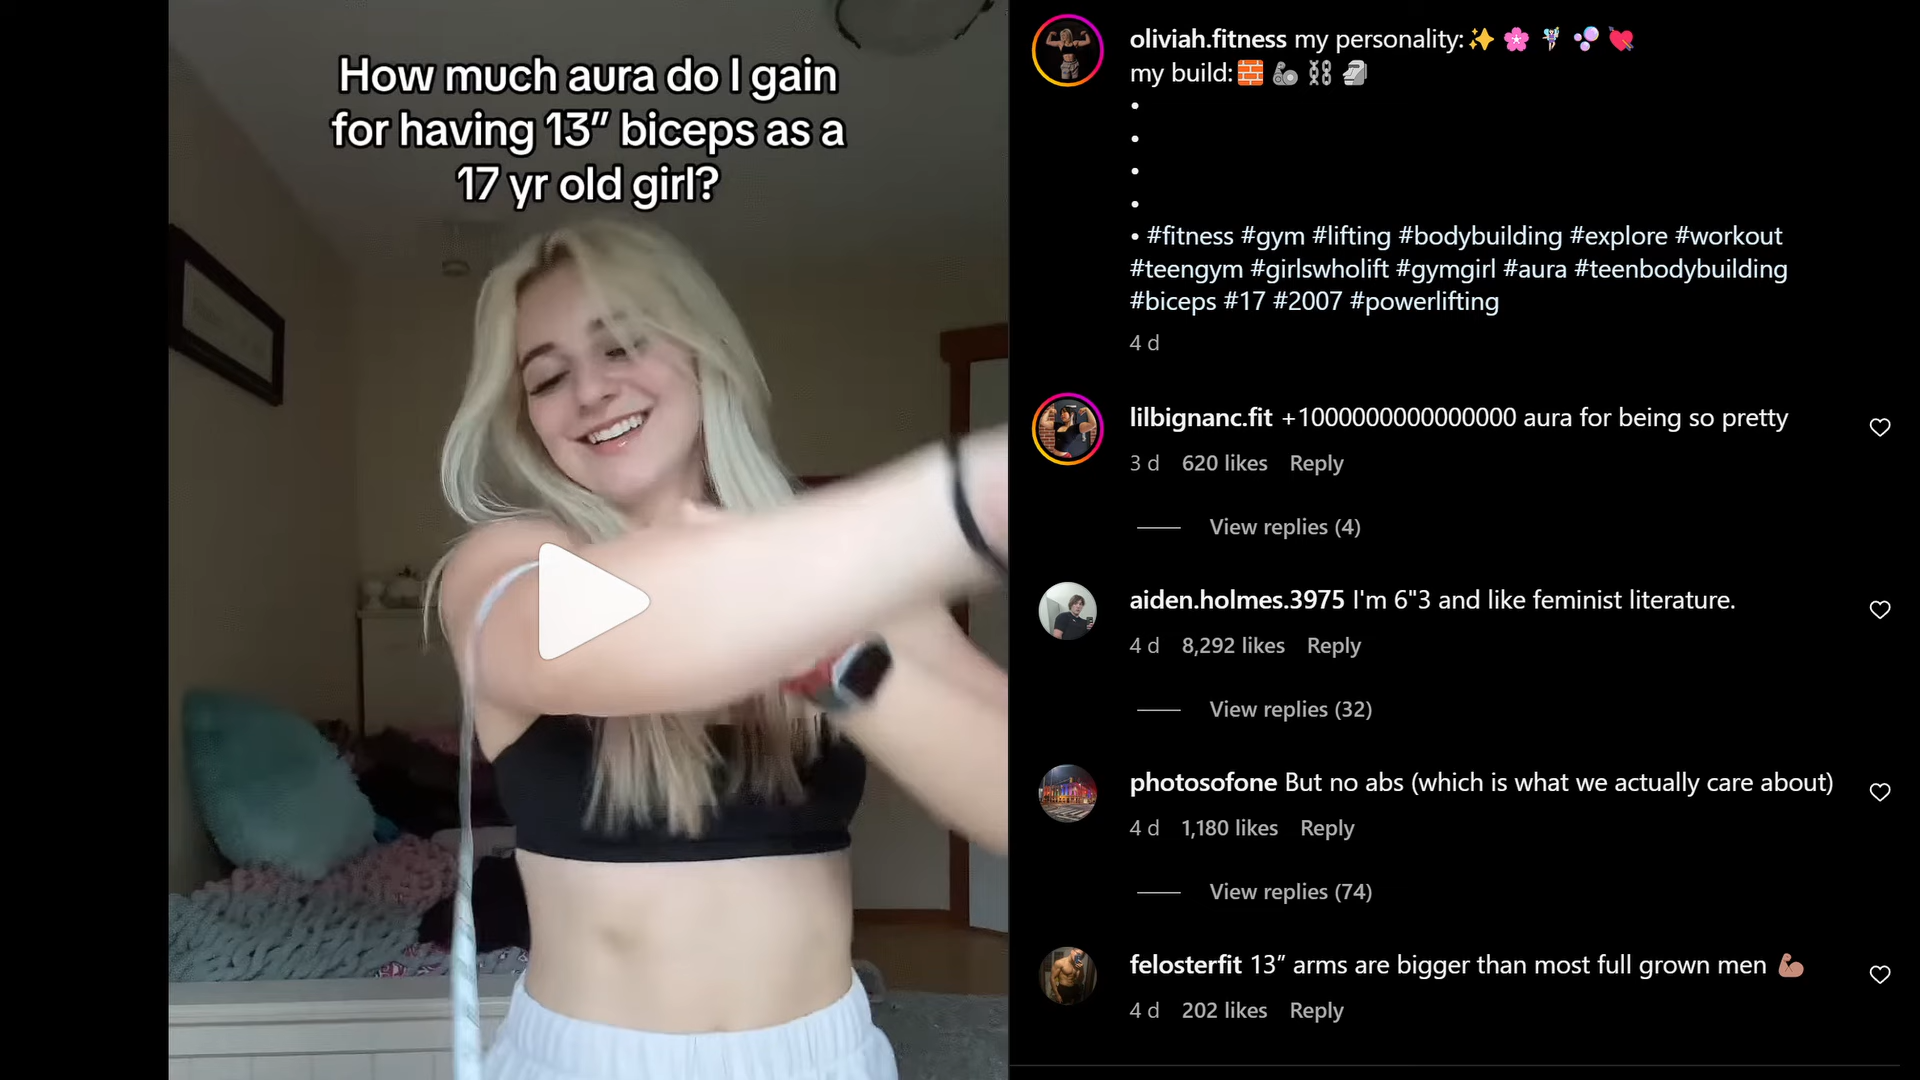 How much aura do I gain
for having 13” biceps as a
17 yr old girl?
oliviah.fitness my personality:✨🌸🧚💘
my build:🧱🦾⛓️🗿
•
•
•
•
• #fitness #gym #lifting #bodybuilding #explore #workout
#teengym #girlswholift #gymgirl #aura #teenbodybuilding
#biceps #17 #2007 #powerlifting
4 d
lilbignanc.fit +1000000000000000 aura for being so pretty
3 d 620 likes Reply
View replies (4)
aiden.holmes.3975 I'm 6"3 and like feminist literature.
4 d 8,292 likes Reply
View replies (32)
photosofone But no abs (which is what we actually care about)
4 d 1,180 likes Reply
View replies (74)
felosterfit 13” arms are bigger than most full grown men 💪🏽
4 d 202 likes Reply